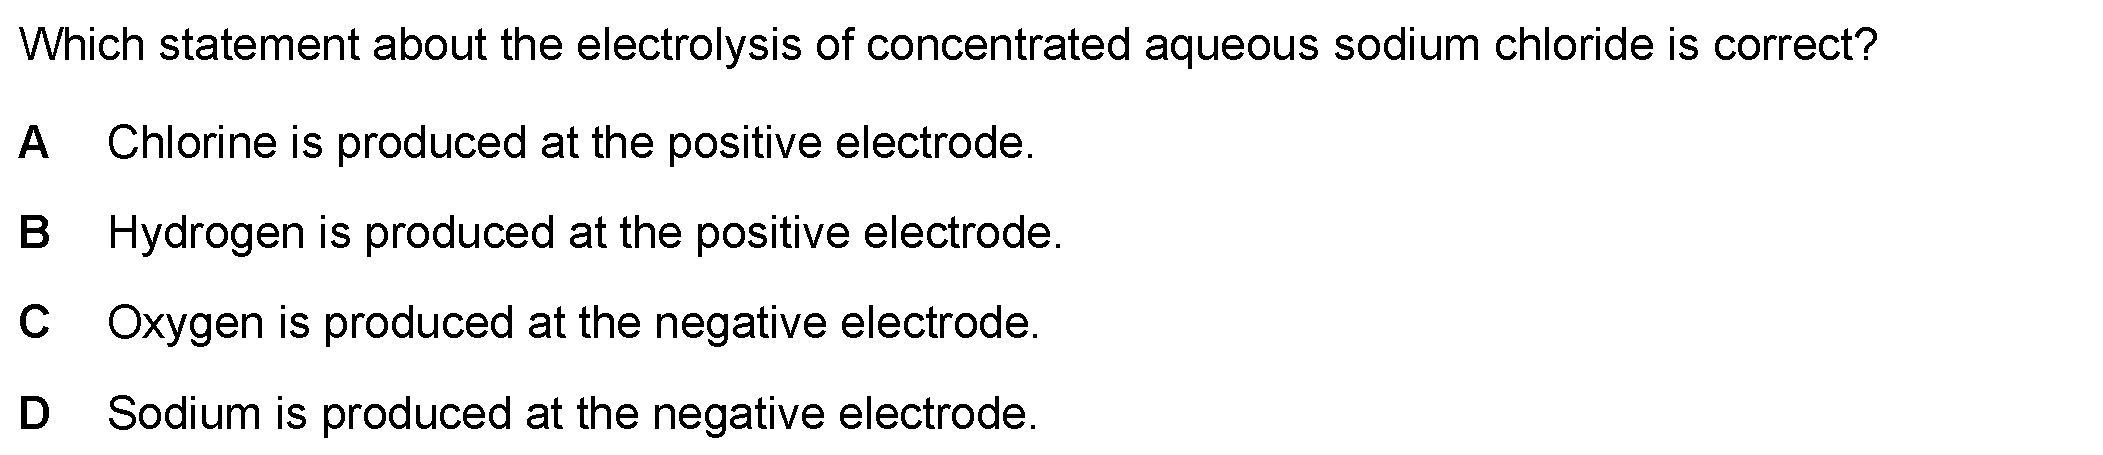 Which statement about the electrolysis of concentrated aqueous sodium chloride is correct?
A Chlorine is produced at the positive electrode.
B Hydrogen is produced at the positive electrode.
C Oxygen is produced at the negative electrode.
D Sodium is produced at the negative electrode.